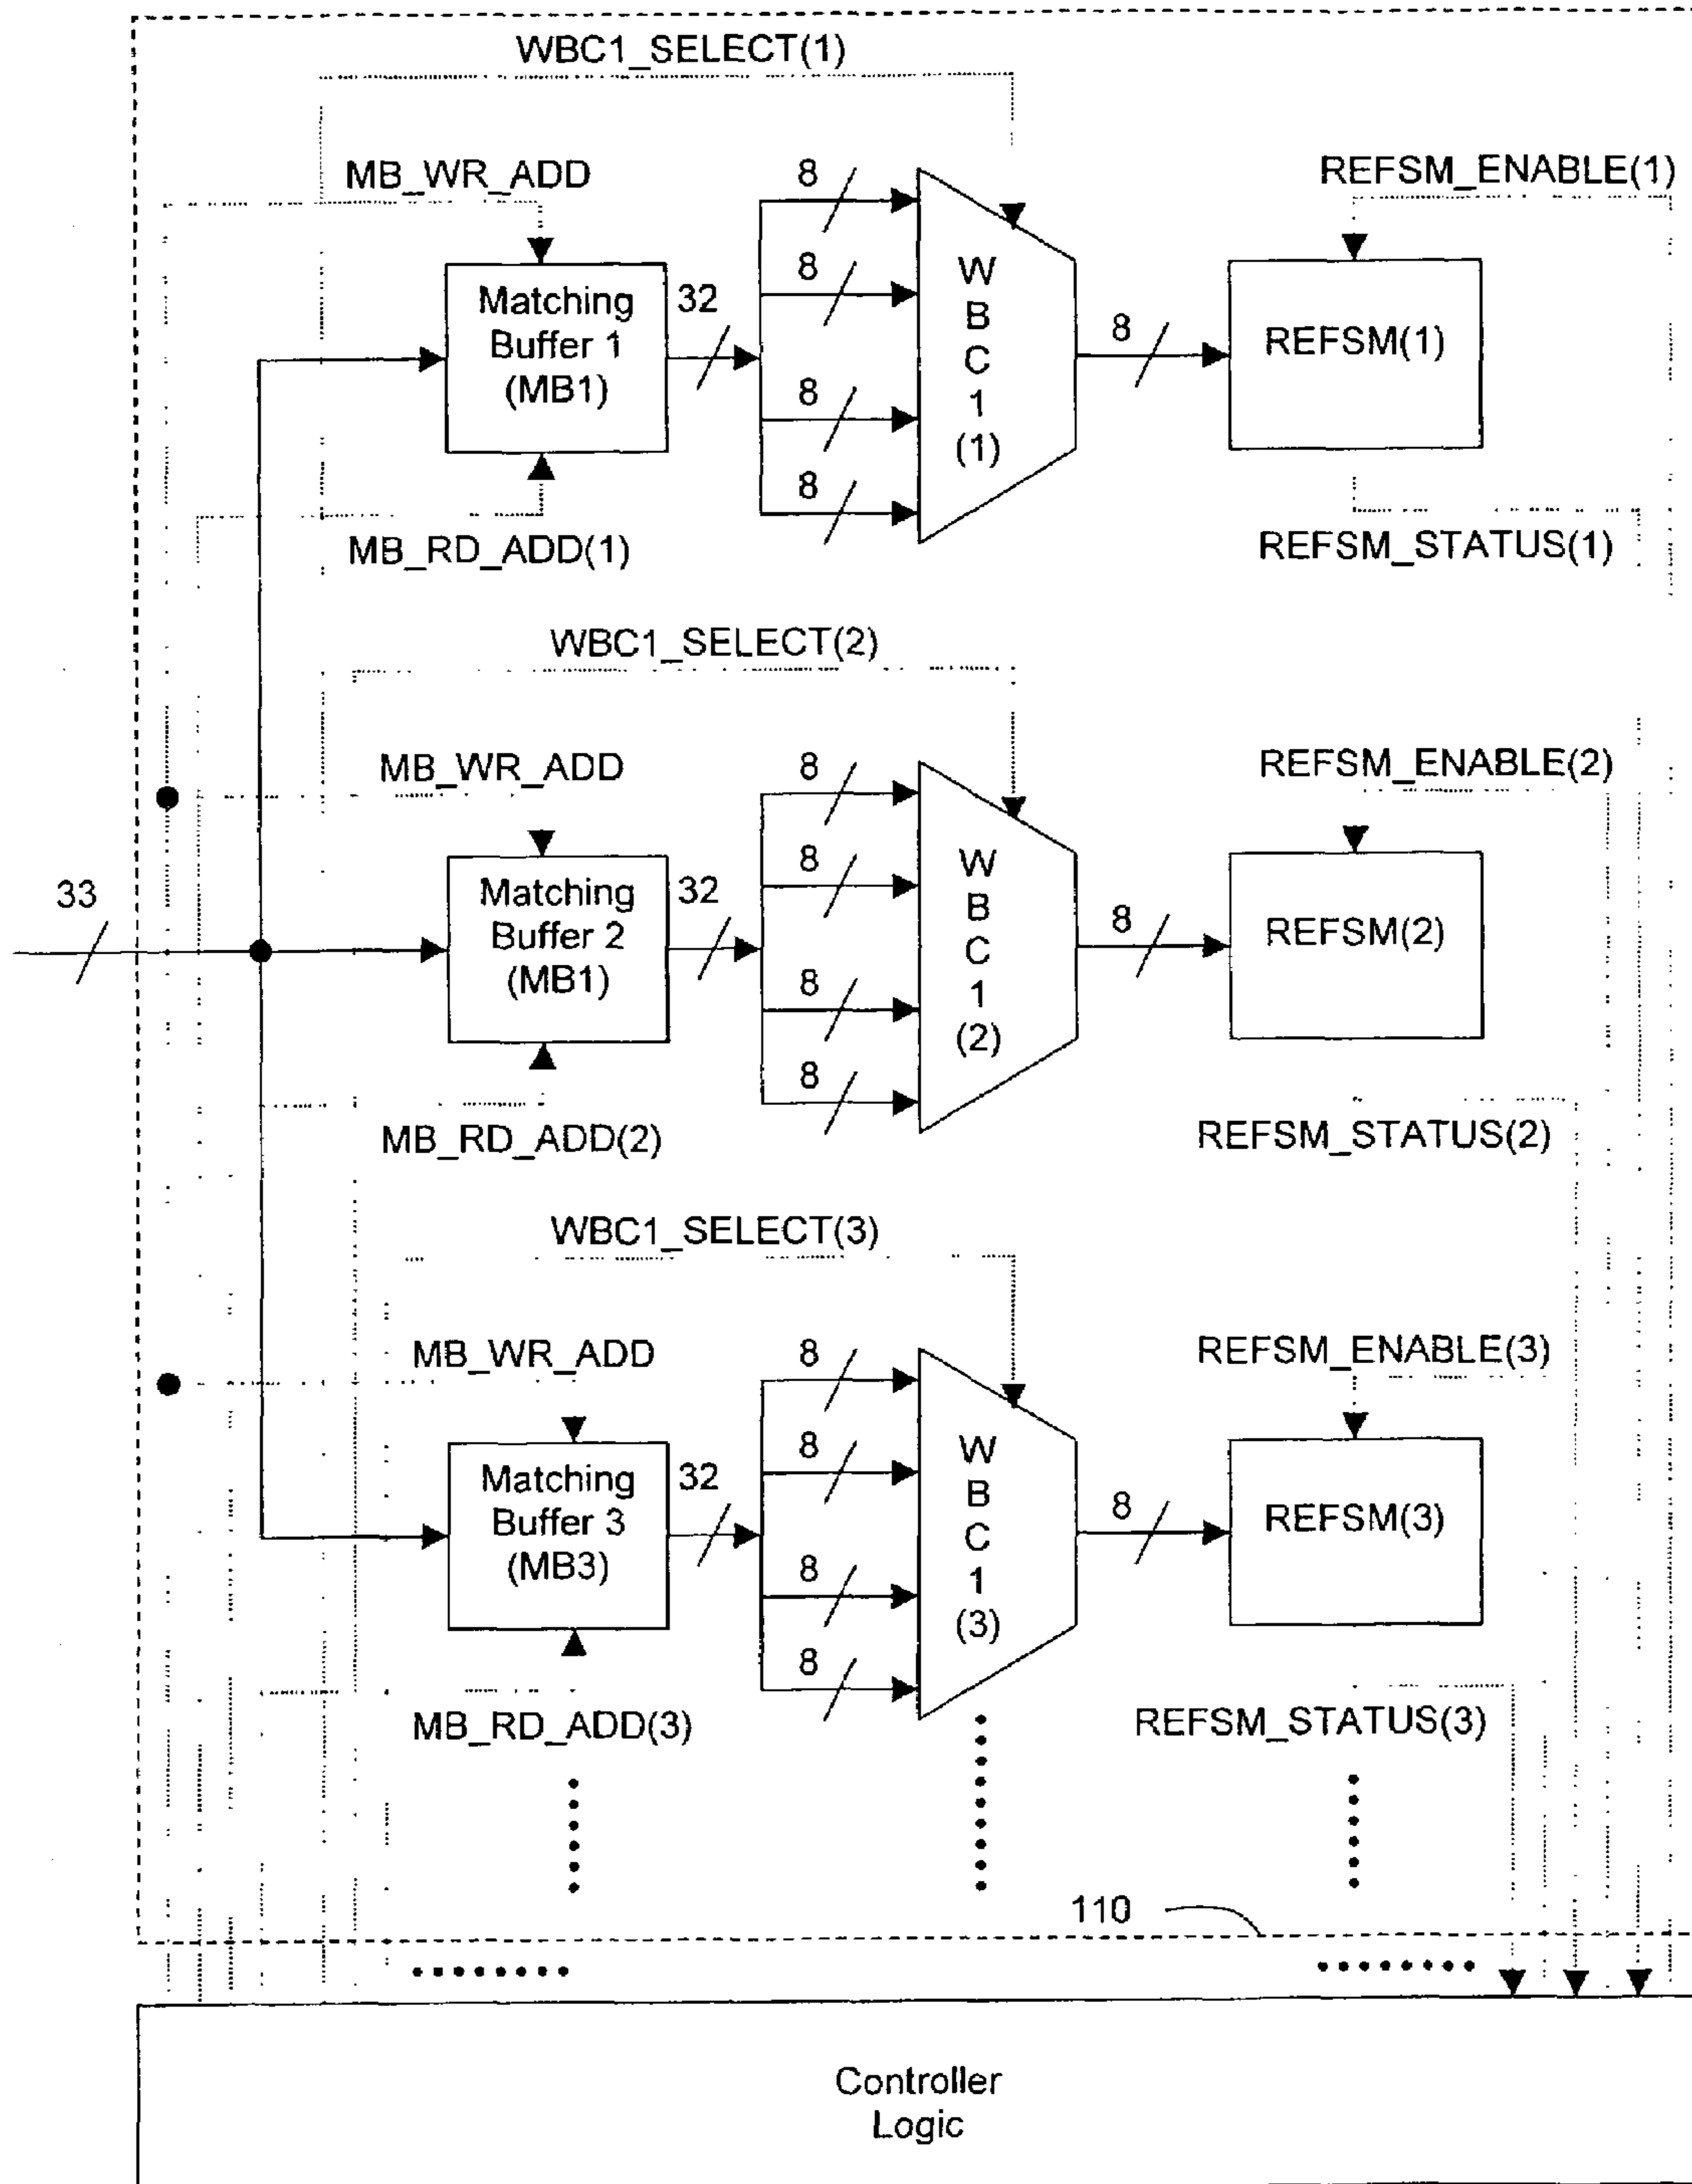 WBC1_SELECT(1)
MB_WR_ADD
8
REFSM_ENABLE(1)
8
Matching
Buffer 1
(MB1)
32
W
B
C
1
(1)
8
REFSM(1)
8
8
MB_RD_ADD(1)
REFSM_STATUS(1)
WBC1_SELECT(2)
MB_WR_ADD
8
REFSM_ENABLE(2)
8
33
Matching
Buffer 2
(MB1)
32
W
B
C
1
(2)
8
REFSM(2)
8
8
MB_RD_ADD(2)
REFSM_STATUS(2)
WBC1_SELECT(3)
MB_WR_ADD
8
REFSM_ENABLE(3)
8
Matching
Buffer 3
(MB3)
32
W
B
C
1
(3)
8
REFSM(3)
8
8
MB_RD_ADD(3)
REFSM_STATUS(3)
110
Controller
Logic